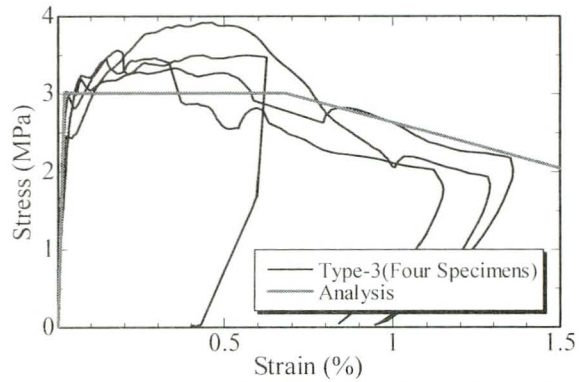 4
3
2
1
0
Stress (MPa)
Type-3(Four Specimens)
Analysis
0.5
1
1.5
Strain (%)